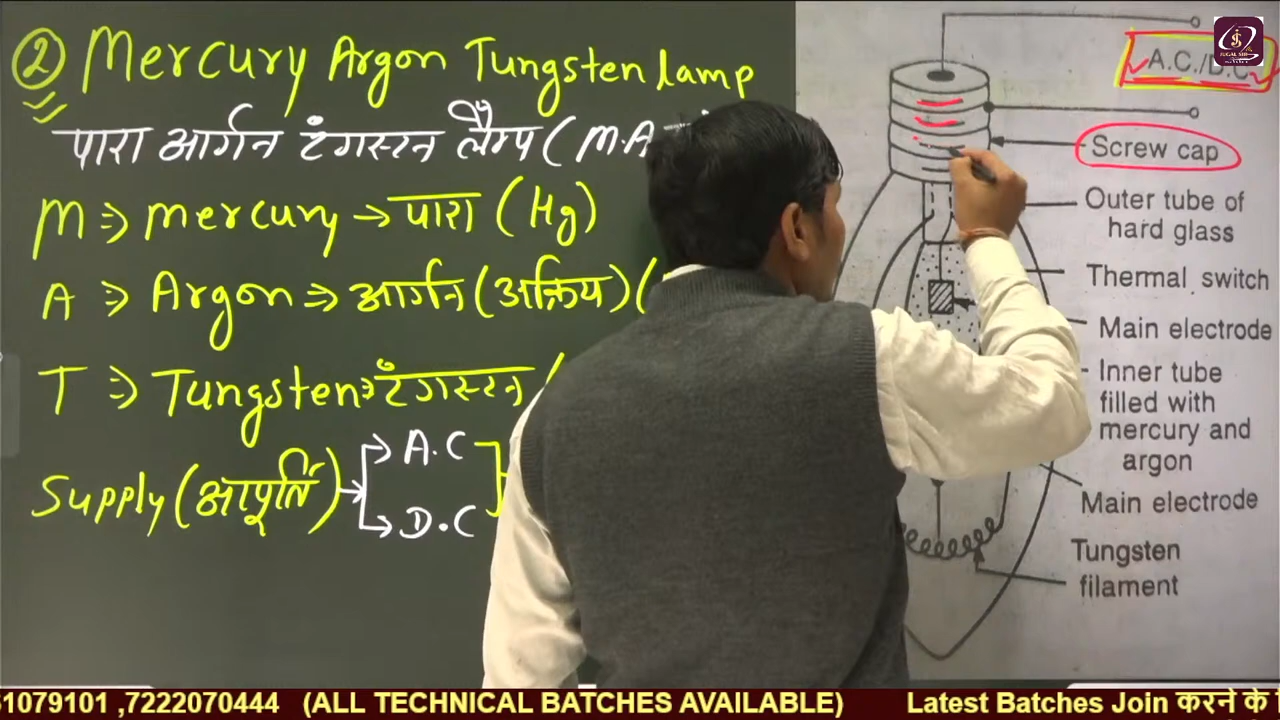 ② Mercury Argon Tungsten lamp
पारा आर्गन टंगस्टन लैम्प ( M.A
M ⇒ mercury → पारा (Hg)
A ⇒ Argon ⇒ आर्गन (अक्रिय) (
T ⇒ Tungsten ⇒ टंगस्टन (
Supply (आपूर्ति) → A.C
D.C
A.C./D.C.
Screw cap
Outer tube of
hard glass
Thermal switch
Main electrode
Inner tube
filled with
mercury and
argon
Main electrode
Tungsten
filament
61079101 ,7222070444 (ALL TECHNICAL BATCHES AVAILABLE) Latest Batches Join करने के